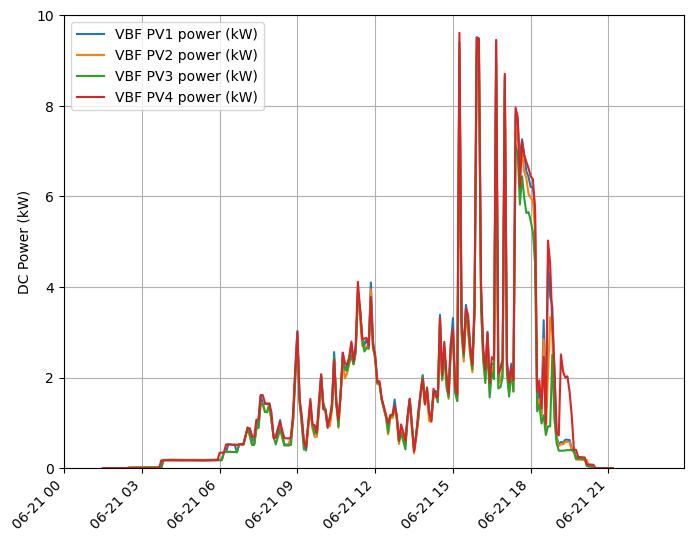 VBF PV1 power (kW)
VBF PV2 power (kW)
VBF PV3 power (kW)
VBF PV4 power (kW)
DC Power (kW)
10
8
6
4
2
0
06-21 00
06-21 03
06-21 06
06-21 09
06-21 12
06-21 15
06-21 18
06-21 21